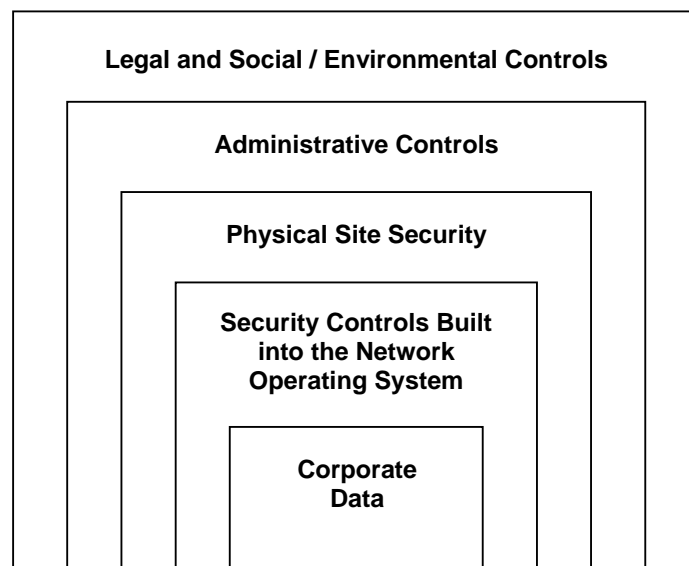 Legal and Social / Environmental Controls
Administrative Controls
Physical Site Security
Security Controls Built
into the Network
Operating System
Corporate
Data